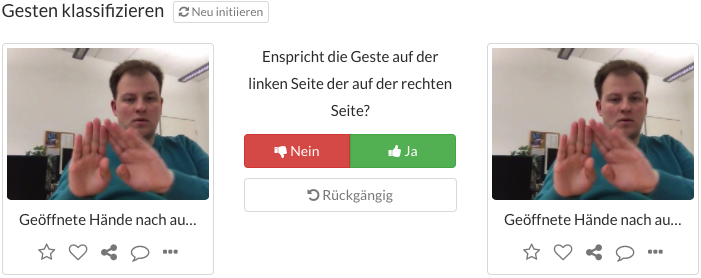 Gesten klassifizieren
Neu initiieren
Enspricht die Geste auf der
linken Seite der auf der rechten
Seite?
Nein
Ja
Rückgängig
Geöffnete Hände nach au...
Geöffnete Hände nach au...